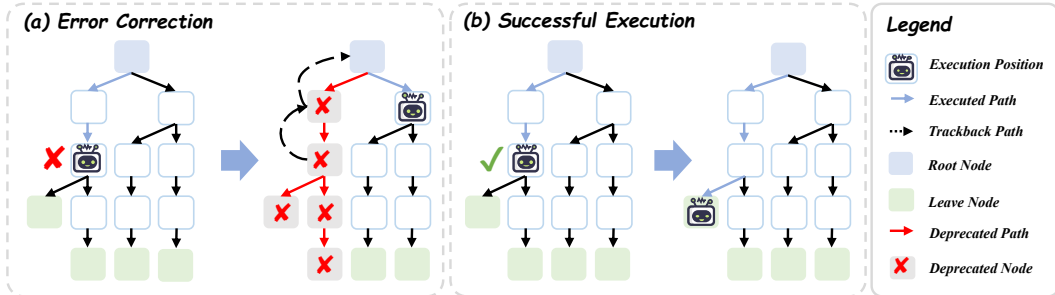 (a) Error Correction
(b) Successful Execution
Legend
Execution Position
Executed Path
Trackback Path
Root Node
Leave Node
Deprecated Path
Deprecated Node